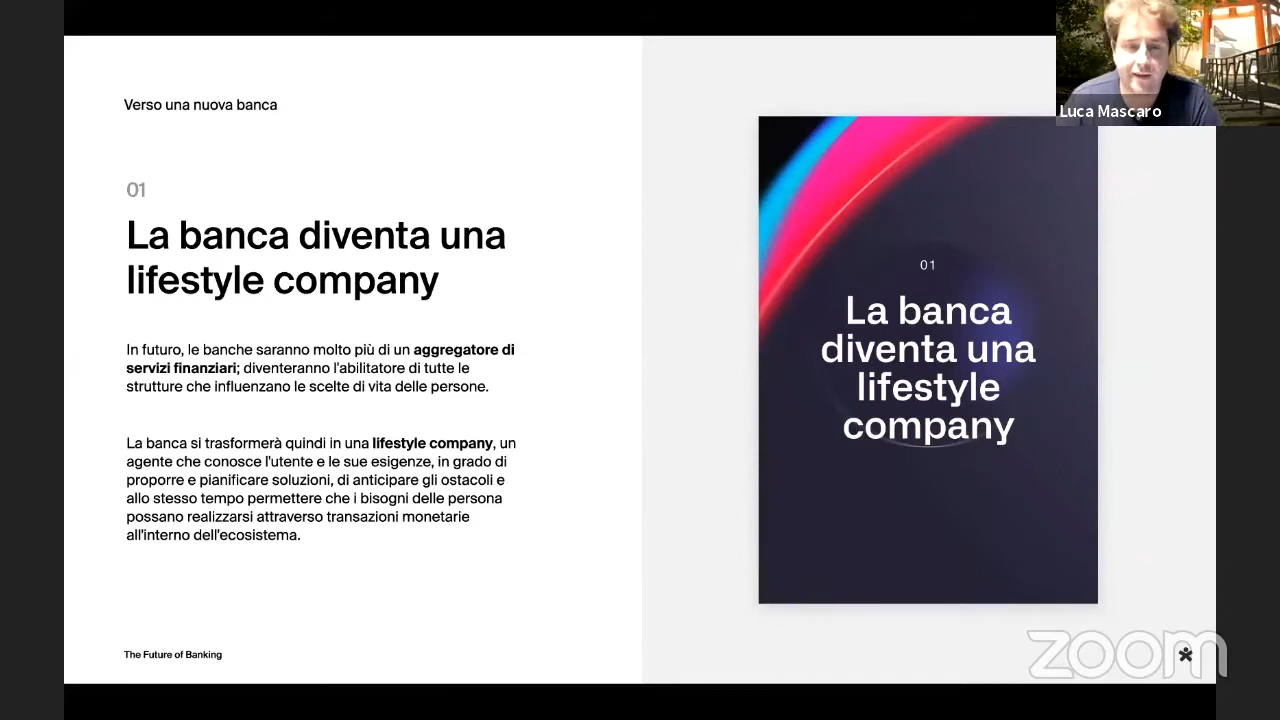 Verso una nuova banca
01
La banca diventa una
lifestyle company
In futuro, le banche saranno molto più di un aggregatore di
servizi finanziari; diventeranno l'abilitatore di tutte le
strutture che influenzano le scelte di vita delle persone.
La banca si trasformerà quindi in una lifestyle company, un
agente che conosce l'utente e le sue esigenze, in grado di
proporre e pianificare soluzioni, di anticipare gli ostacoli e
allo stesso tempo permettere che i bisogni delle persona
possano realizzarsi attraverso transazioni monetarie
all'interno dell'ecosistema.
The Future of Banking
Luca Mascaro
01
La banca
diventa una
lifestyle
company
zoom